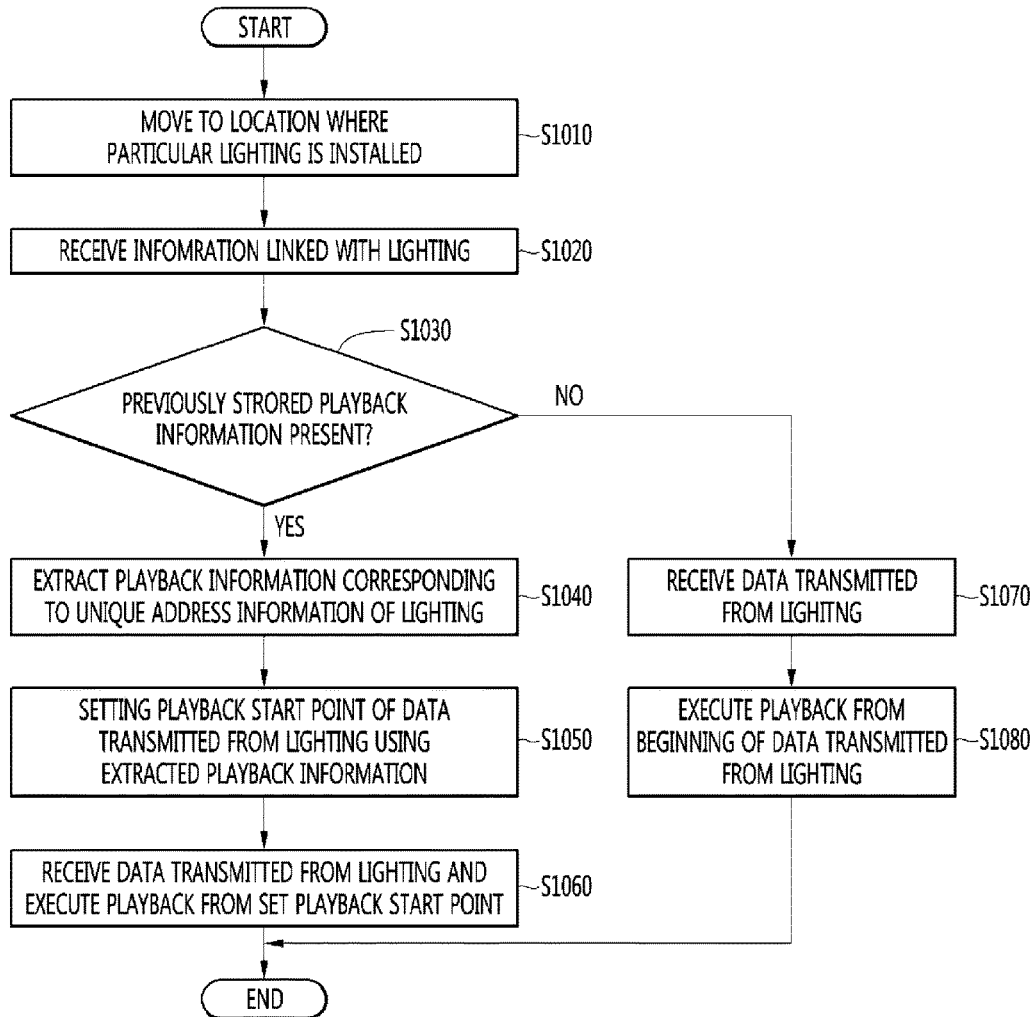 START
MOVE TO LOCATION WHERE
PARTICULAR LIGHTING IS INSTALLED
S1010
RECEIVE INFOMRATION LINKED WITH LIGHTING
S1020
S1030
PREVIOUSLY STRORED PLAYBACK
INFORMATION PRESENT?
NO
YES
EXTRACT PLAYBACK INFORMATION CORRESPONDING
TO UNIQUE ADDRESS INFORMATION OF LIGHTING
S1040
RECEIVE DATA TRANSMITTED
FROM LIGHITNG
S1070
SETTING PLAYBACK START POINT OF DATA
TRANSMITTED FROM LIGHTING USING
EXTRACTED PLAYBACK INFORMATION
S1050
EXECUTE PLAYBACK FROM
BEGINNING OF DATA TRANSMITTED
FROM LIGHTING
S1080
RECEIVE DATA TRANSMITTED FROM LIGHTING AND
EXECUTE PLAYBACK FROM SET PLAYBACK START POINT
S1060
END